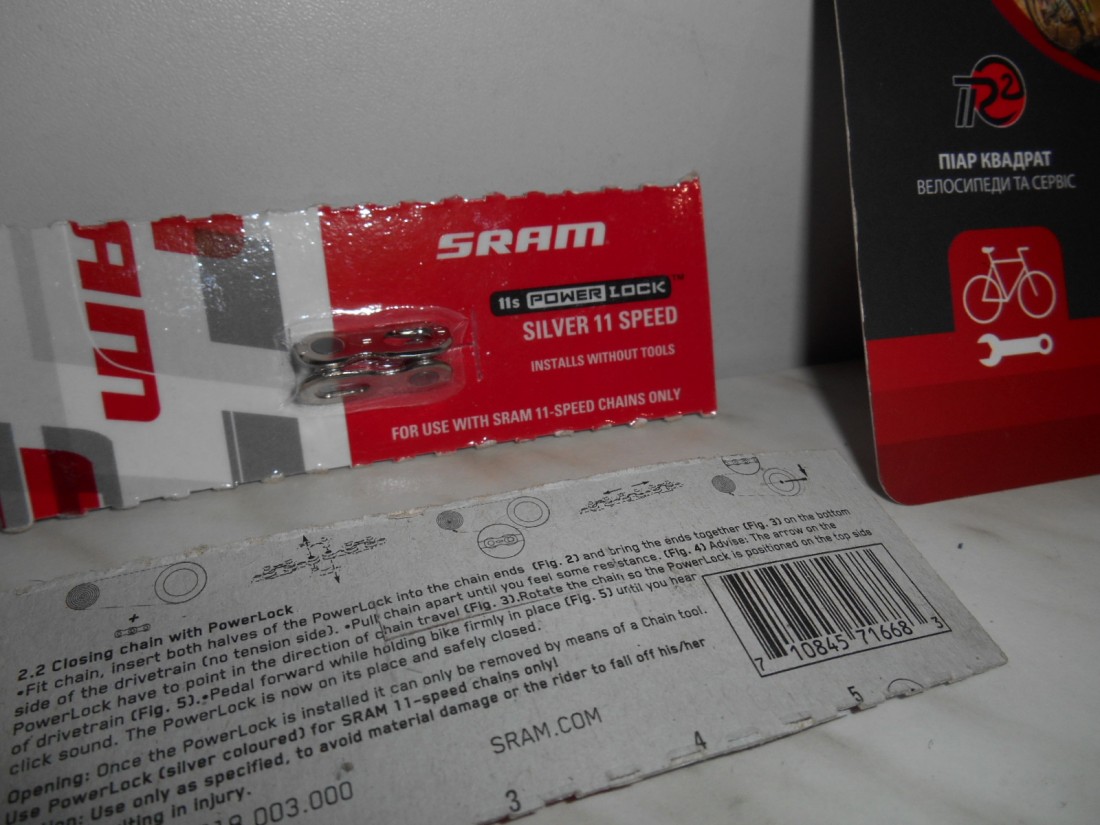 SRAM
11s POWER LOCK™
SILVER 11 SPEED
INSTALLS WITHOUT TOOLS
FOR USE WITH SRAM 11-SPEED CHAINS ONLY
ПІАР КВАДРАТ
ВЕЛОСИПЕДИ ТА СЕРВІС
2.2 Closing chain with PowerLock
•Fit chain, insert both halves of the PowerLock into the chain ends (Fig. 2) and bring the ends together (Fig. 3) on the bottom
side of the drivetrain (no tension side). •Pull chain apart until you feel some resistance. (Fig. 4) Advise: The arrow on the
PowerLock have to point in the direction of chain travel (Fig. 3).Rotate the chain so the PowerLock is positioned on the top side
of drivetrain (Fig. 5).•Pedal forward while holding bike firmly in place (Fig. 5) until you hear
click sound. The PowerLock is now on its place and safely closed.
Opening: Once the PowerLock is installed it can only be removed by means of a Chain tool.
Use PowerLock (silver coloured) for SRAM 11-speed chains only!
: Use only as specified, to avoid material damage or the rider to fall off his/her
in injury.
SRAM.COM
003.000
3
4
5
7 10845 71668 3